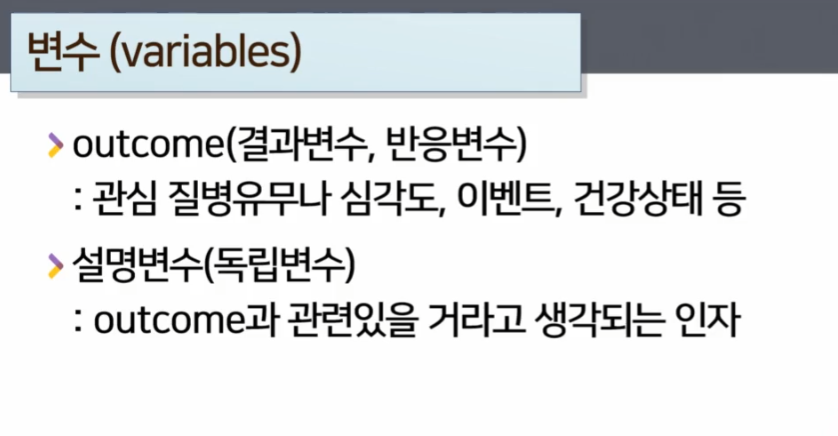 변수 (variables)
outcome(결과변수, 반응변수)
: 관심 질병유무나 심각도, 이벤트, 건강상태 등
설명변수(독립변수)
: outcome과 관련있을 거라고 생각되는 인자